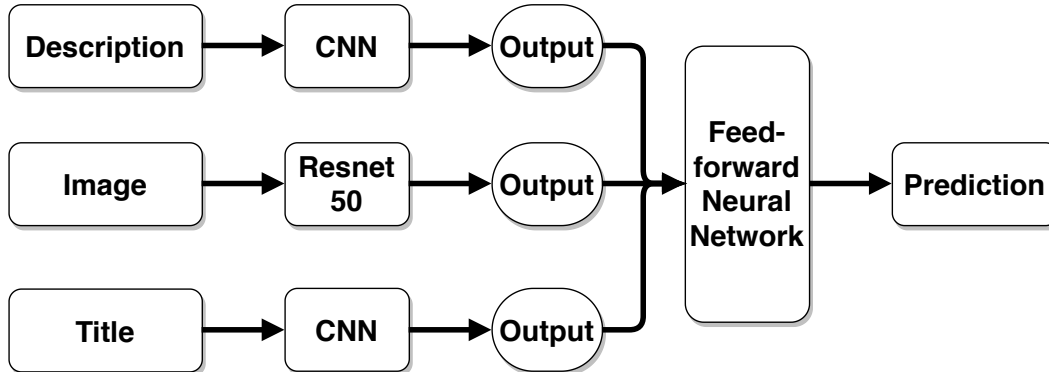 Description
CNN
Output
Image
Resnet
50
Output
Title
CNN
Output
Feed-
forward
Neural
Network
Prediction